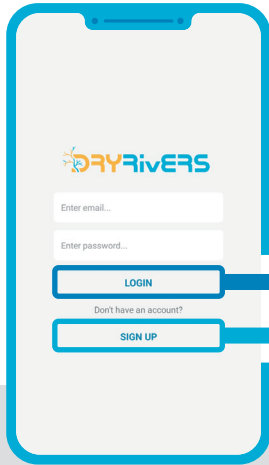 DRYRivERS
Enter email...
Enter password...
LOGIN
Don't have an account?
SIGN UP